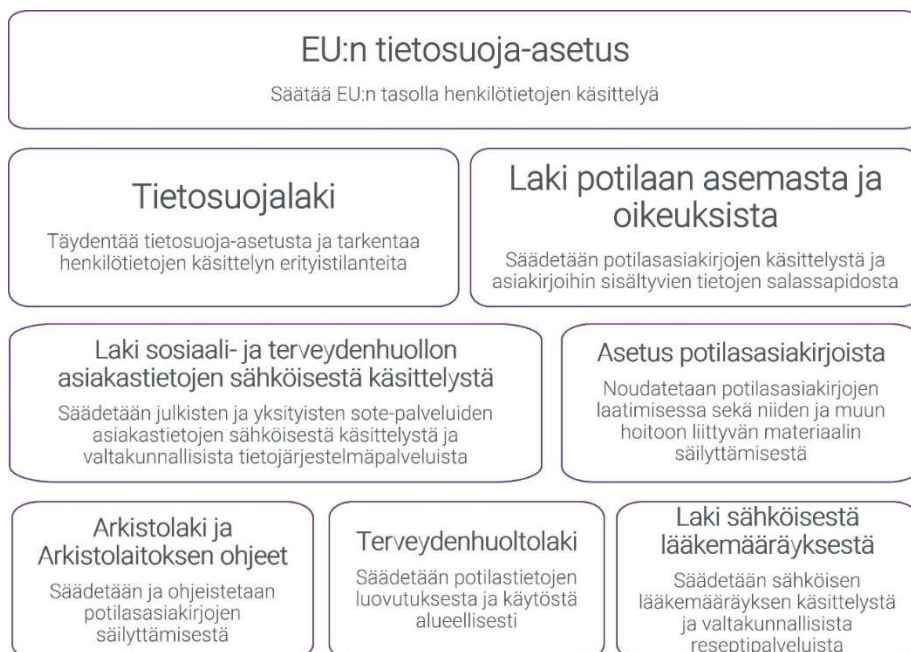 EU:n tietosuoja-asetus
Säätää EU:n tasolla henkilötietojen käsittelyä
Tietosuojalaki
Täydentää tietosuoja-asetusta ja tarkentaa
henkilötietojen käsittelyn erityistilanteita
Laki potilaan asemasta ja
oikeuksista
Säädetään potilasasiakirjojen käsittelystä ja
asiakirjoihin sisältyvien tietojen salassapidosta
Laki sosiaali- ja terveydenhuollon
asiakastietojen sähköisestä käsittelystä
Säädetään julkisten ja yksityisten sote-palveluiden
asiakastietojen sähköisestä käsittelystä ja
valtakunnallisista tietojärjestelmäpalveluista
Asetus potilasasiakirjoista
Noudatetaan potilasasiakirjojen
laatimisessa sekä niiden ja muun
hoitoon liittyvän materiaalin
säilyttämisestä
Arkistolaki ja
Arkistolaitoksen ohjeet
Säädetään ja ohjeistetaan
potilasasiakirjojen
säilyttämisestä
Terveydenhuoltolaki
Säädetään potilastietojen
luovutuksesta ja käytöstä
alueellisesti
Laki sähköisestä
lääkemääräyksestä
Säädetään sähköisen
lääkemääräyksen käsittelystä
ja valtakunnallisista
reseptipalveluista